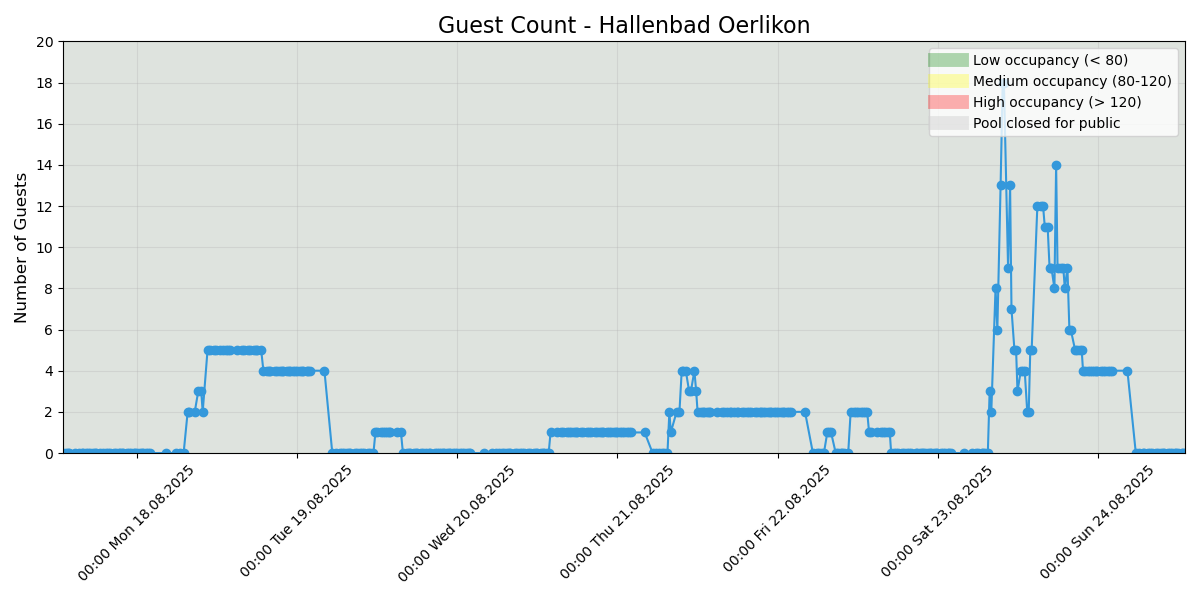 Guest Count - Hallenbad Oerlikon
Number of Guests
20
18
16
14
12
10
8
6
4
2
0
Low occupancy (< 80)
Medium occupancy (80-120)
High occupancy (> 120)
Pool closed for public
00:00 Mon 18.08.2025
00:00 Tue 19.08.2025
00:00 Wed 20.08.2025
00:00 Thu 21.08.2025
00:00 Fri 22.08.2025
00:00 Sat 23.08.2025
00:00 Sun 24.08.2025